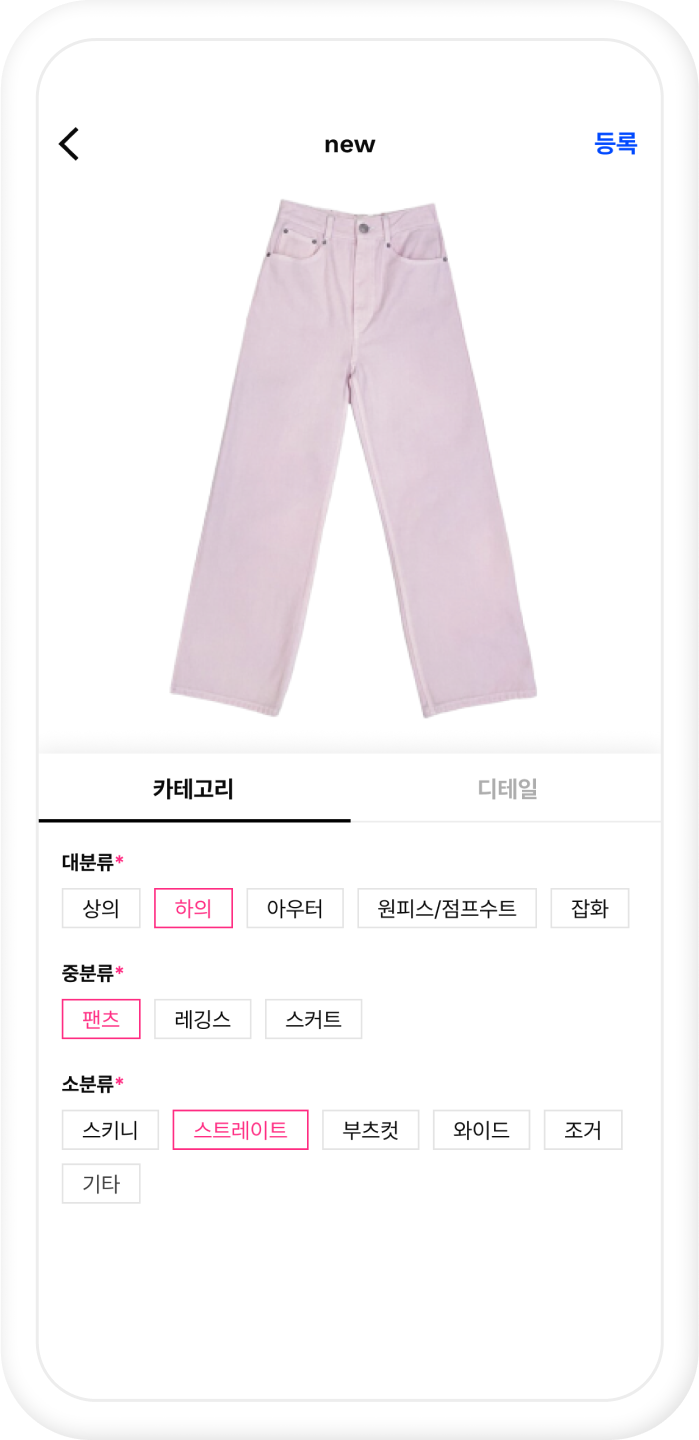 new 등록
카테고리 디테일
대분류*
상의 하의 아우터 원피스/점프수트 잡화
중분류*
팬츠 레깅스 스커트
소분류*
스키니 스트레이트 부츠컷 와이드 조거
기타